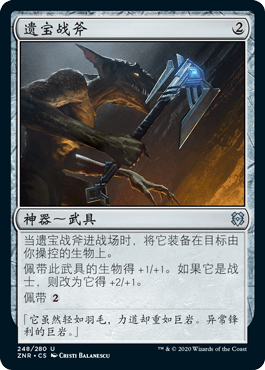 遗宝战斧 2
神器～武具
当遗宝战斧进战场时，将它装备在目标由
你操控的生物上。
佩带此武具的生物得 +1/+1。如果它是战
士，则改为它得 +2/+1。
佩带 2
「它虽然轻如羽毛，力道却重如巨岩。异常锋
利的巨岩。」
248/280 U
ZNR • CS CRISTI BALANESCU
™ & © 2020 Wizards of the Coast